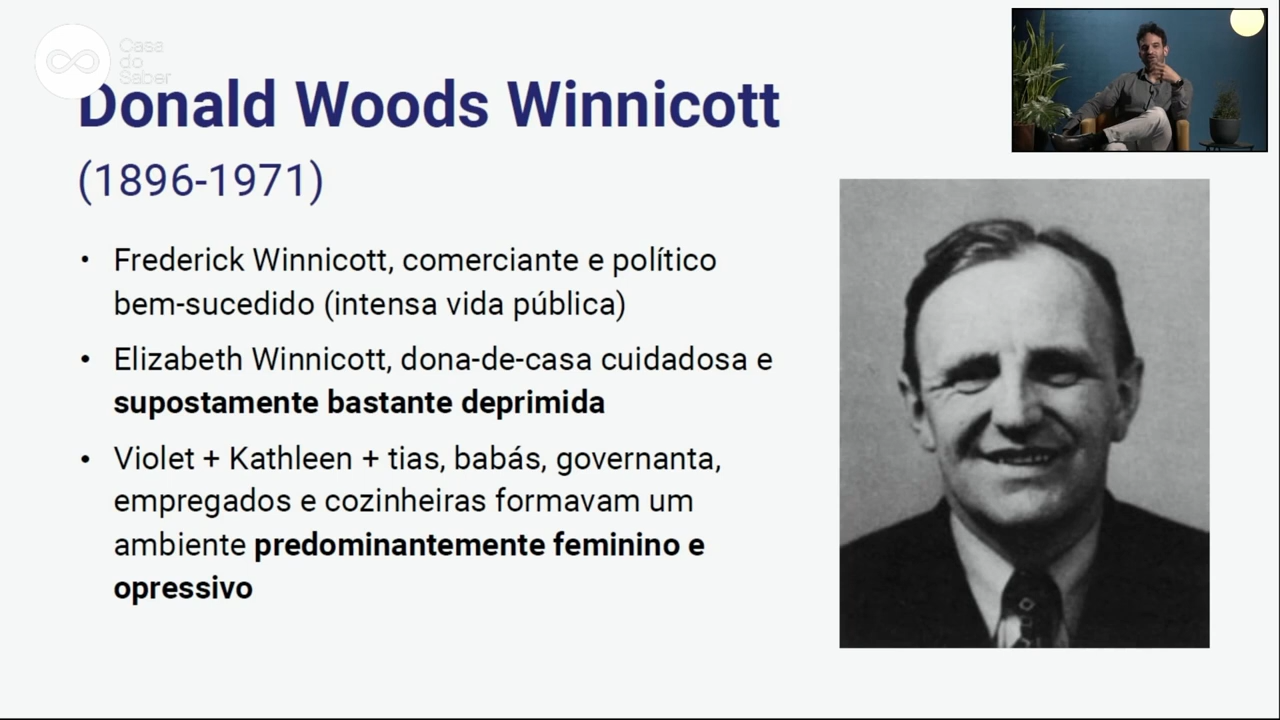 Casa
do
Saber
Donald Woods Winnicott
(1896-1971)
• Frederick Winnicott, comerciante e político
bem-sucedido (intensa vida pública)
• Elizabeth Winnicott, dona-de-casa cuidadosa e
supostamente bastante deprimida
• Violet + Kathleen + tias, babás, governanta,
empregados e cozinheiras formavam um
ambiente predominantemente feminino e
opressivo